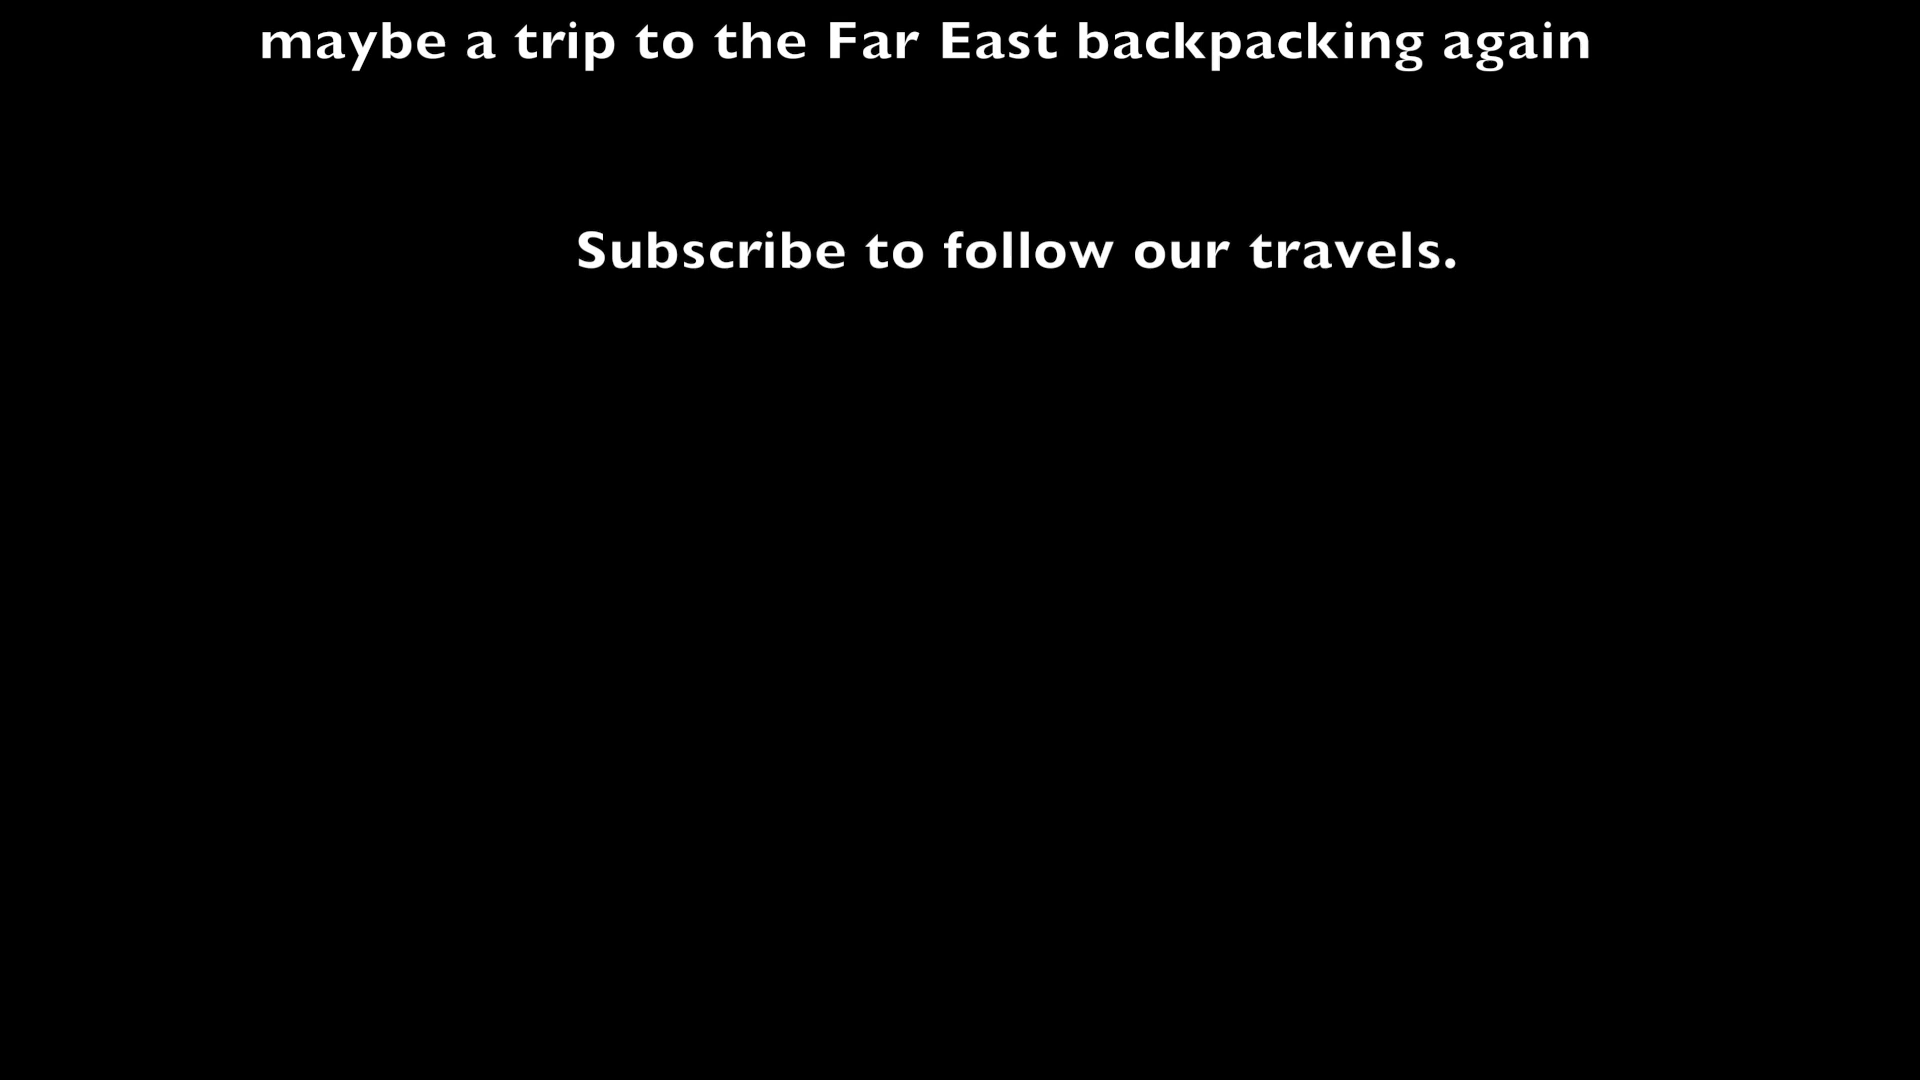 maybe a trip to the Far East backpacking again
Subscribe to follow our travels.